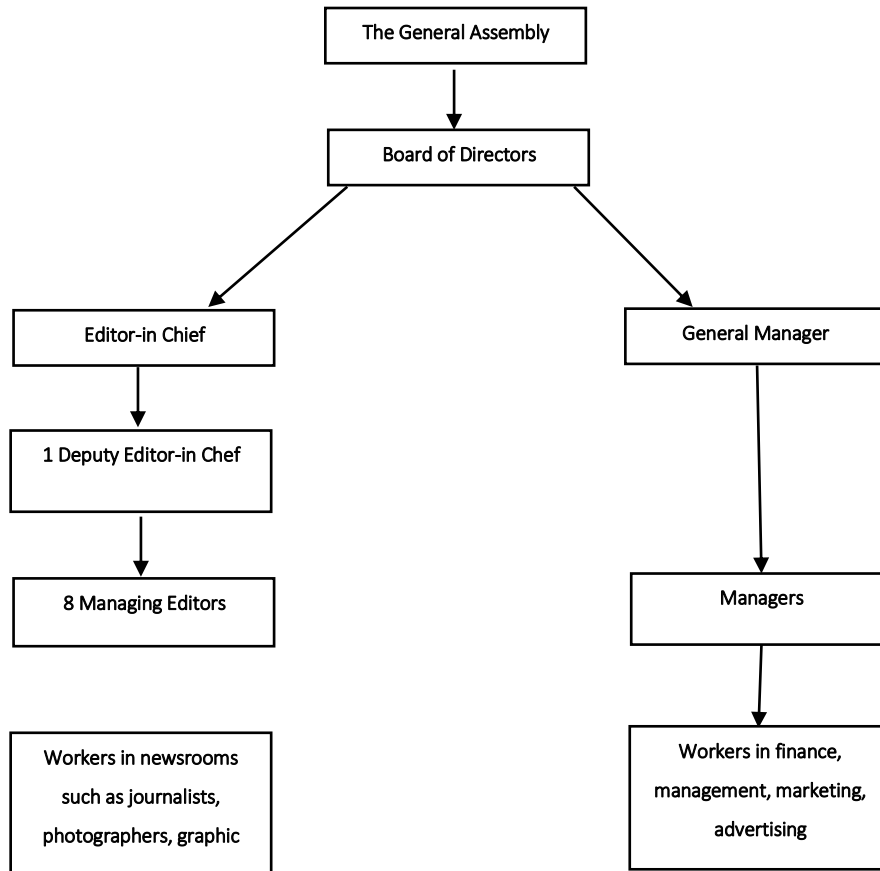 The General Assembly
Board of Directors
Editor-in Chief
General Manager
1 Deputy Editor-in Chef
8 Managing Editors
Managers
Workers in newsrooms
such as journalists,
photographers, graphic
Workers in finance,
management, marketing,
advertising